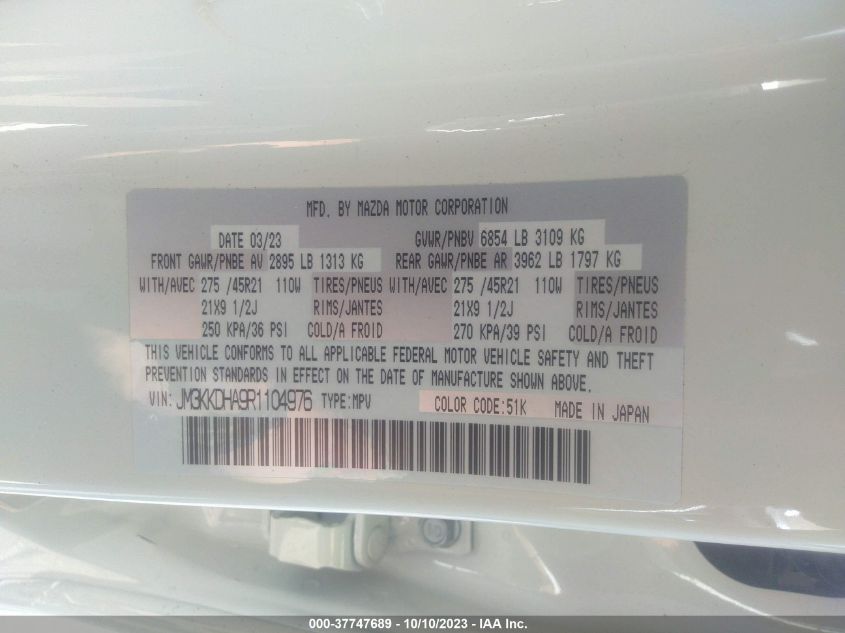 MFD. BY MAZDA MOTOR CORPORATION
DATE 03/23 GVWR/PNBV 6854 LB 3109 KG
FRONT GAWR/PNBE AV 2895 LB 1313 KG REAR GAWR/PNBE AR 3962 LB 1797 KG
WITH/AVEC 275 /45R21 110W TIRES/PNEUS WITH/AVEC 275 /45R21 110W TIRES/PNEUS
21X9 1/2J RIMS/JANTES 21X9 1/2J RIMS/JANTES
250 KPA/36 PSI COLD/A FROID 270 KPA/39 PSI COLD/A FROID
THIS VEHICLE CONFORMS TO ALL APPLICABLE FEDERAL MOTOR VEHICLE SAFETY AND THEFT
PREVENTION STANDARDS IN EFFECT ON THE DATE OF MANUFACTURE SHOWN ABOVE.
VIN: JM3KKDHA9R1104976 TYPE:MPV COLOR CODE:51K MADE IN JAPAN
000-37747689 - 10/10/2023 - IAA Inc.